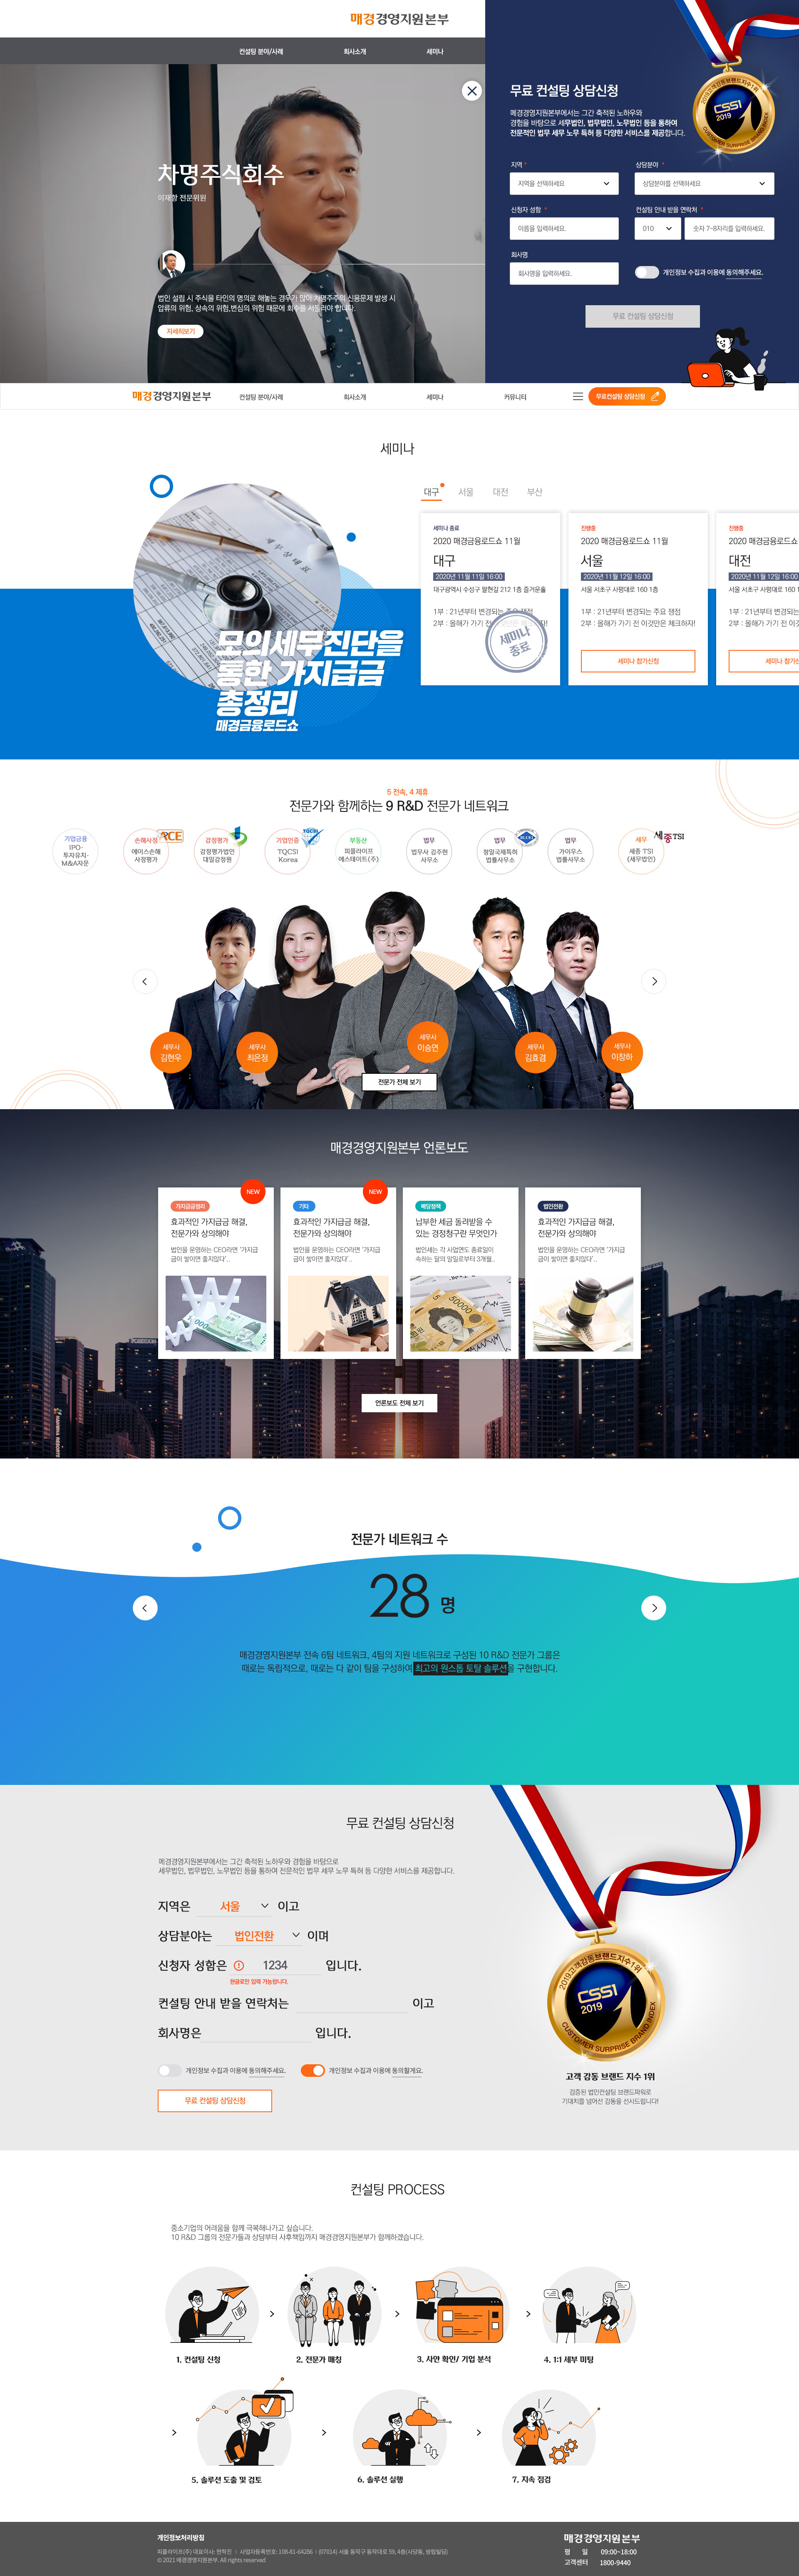 매경경영지원본부
컨설팅 분야/사례
회사소개
세미나
차명주식회수
이재항 전문위원
법인 설립 시 주식을 타인의 명의로 해놓는 경우가 많아 차명주주의 신용문제 발생 시
압류의 위험, 상속의 위험,변심의 위험 때문에 회수를 서둘러야 합니다.
자세히보기
무료 컨설팅 상담신청
매경경영지원본부에서는 그간 축적된 노하우와
경험을 바탕으로 세무법인, 법무법인, 노무법인 등을 통하여
전문적인 법무 세무 노무 특허 등 다양한 서비스를 제공합니다.
2019고객감동브랜드지수1위
CSSI
2019
CUSTOMER SURPRISE BRAND INDEX
지역 *
상담분야 *
지역을 선택하세요
상담분야를 선택하세요
신청자 성함 *
컨설팅 안내 받을 연락처 *
이름을 입력하세요.
010
숫자 7-8자리를 입력하세요.
회사명
회사명을 입력하세요.
개인정보 수집과 이용에 동의해주세요.
무료 컨설팅 상담신청
매경경영지원본부
컨설팅 분야/사례
회사소개
세미나
커뮤니티
무료컨설팅 상담신청
세미나
대구
서울
대전
부산
모의세무진단을
통한 가지급금
총정리
매경금융로드쇼
세미나 종료
2020 매경금융로드쇼 11월
대구
2020년 11월 11일 16:00
대구광역시 수성구 달현길 212 1층 즐거운홀
1부 : 21년부터 변경되는 주요 쟁점
2부 : 올해가 가기 전
세미나
종료
진행중
2020 매경금융로드쇼 11월
서울
2020년 11월 12일 16:00
서울 서초구 사평대로 160 1층
1부 : 21년부터 변경되는 주요 쟁점
2부 : 올해가 가기 전 이것만은 체크하자!
세미나 참가신청
진행중
2020 매경금융로드쇼
대전
2020년 11월 12일 16:00
서울 서초구 사평대로 160 1
1부 : 21년부터 변경되는
2부 : 올해가 가기 전 이것
세미나 참가신
5 전속, 4 제휴
전문가와 함께하는 9 R&D 전문가 네트워크
기업금융
IPO·
투자유치·
M&A자문
손해사정
에이스손해
사정평가
감정평가
감정평가법인
대일감정원
기업인증
TQCSI
Korea
TQCSI
부동산
피플라이프
에스테이트(주)
법무
법무사 김주현
사무소
법무
정일국제특허
법률사무소
법무
가이우스
법률사무소
세무
세종 TSI
(세무법인)
세종TSI
세무사
김현우
세무사
최은정
세무사
이승연
세무사
김효겸
세무사
이창하
전문가 전체 보기
매경경영지원본부 언론보도
NEW
가지급금정리
효과적인 가지급금 해결,
전문가와 상의해야
법인을 운영하는 CEO라면 '가지급
금이 쌓이면 좋지않다'..
NEW
기타
효과적인 가지급금 해결,
전문가와 상의해야
법인을 운영하는 CEO라면 '가지급
금이 쌓이면 좋지않다'..
배당정책
납부한 세금 돌려받을 수
있는 경정청구란 무엇인가
법인세는 각 사업연도 종료일이
속하는 달의 말일로부터 3개월..
50000
법인전환
효과적인 가지급금 해결,
전문가와 상의해야
법인을 운영하는 CEO라면 '가지급
금이 쌓이면 좋지않다'..
언론보도 전체 보기
전문가 네트워크 수
28 명
매경경영지원본부 전속 6팀 네트워크, 4팀의 지원 네트워크로 구성된 10 R&D 전문가 그룹은
때로는 독립적으로, 때로는 다 같이 팀을 구성하여 최고의 원스톱 토탈 솔루션을 구현합니다.
무료 컨설팅 상담신청
매경경영지원본부에서는 그간 축적된 노하우와 경험을 바탕으로
세무법인, 법무법인, 노무법인 등을 통하여 전문적인 법무 세무 노무 특허 등 다양한 서비스를 제공합니다.
지역은 서울 이고
상담분야는 법인전환 이며
신청자 성함은 1234 입니다.
한글로만 입력 가능합니다.
컨설팅 안내 받을 연락처는 이고
회사명은 입니다.
개인정보 수집과 이용에 동의해주세요.
개인정보 수집과 이용에 동의할게요.
무료 컨설팅 상담신청
2019고객감동브랜드지수1위
CSSI
2019
CUSTOMER SURPRISE BRAND INDEX
고객 감동 브랜드 지수 1위
검증된 법인컨설팅 브랜드파워로
기대치를 넘어선 감동을 선사드립니다!
컨설팅 PROCESS
중소기업의 어려움을 함께 극복해나가고 싶습니다.
10 R&D 그룹의 전문가들과 상담부터 사후책임까지 매경경영지원본부가 함께하겠습니다.
1. 컨설팅 신청
2. 전문가 매칭
3. 사안 확인/ 기업 분석
4. 1:1 세부 미팅
5. 솔루션 도출 및 검토
6. 솔루션 실행
7. 지속 점검
개인정보처리방침
© 2021 매경경영지원본부. All rights reserved
매경경영지원본부
평 일 09:00~18:00
고객센터 1800-9440